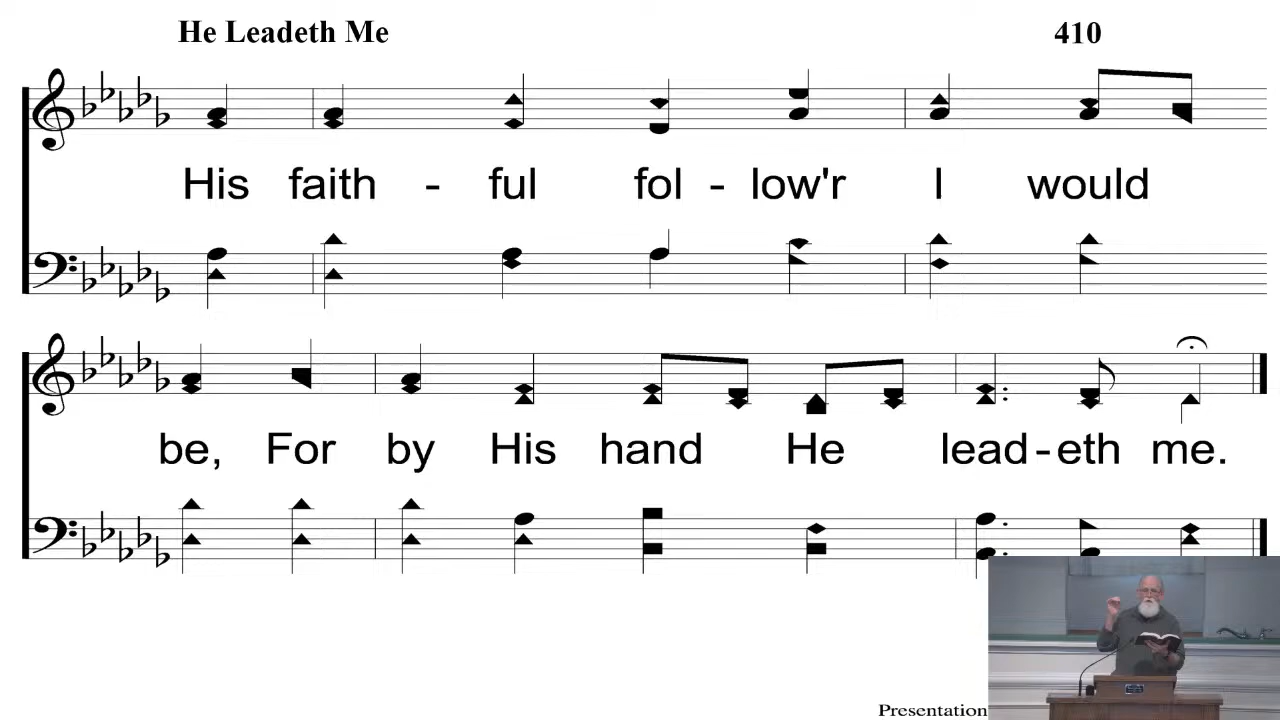 He Leadeth Me 410
His faith - ful fol - low'r I would
be, For by His hand He lead - eth me.
Presentation